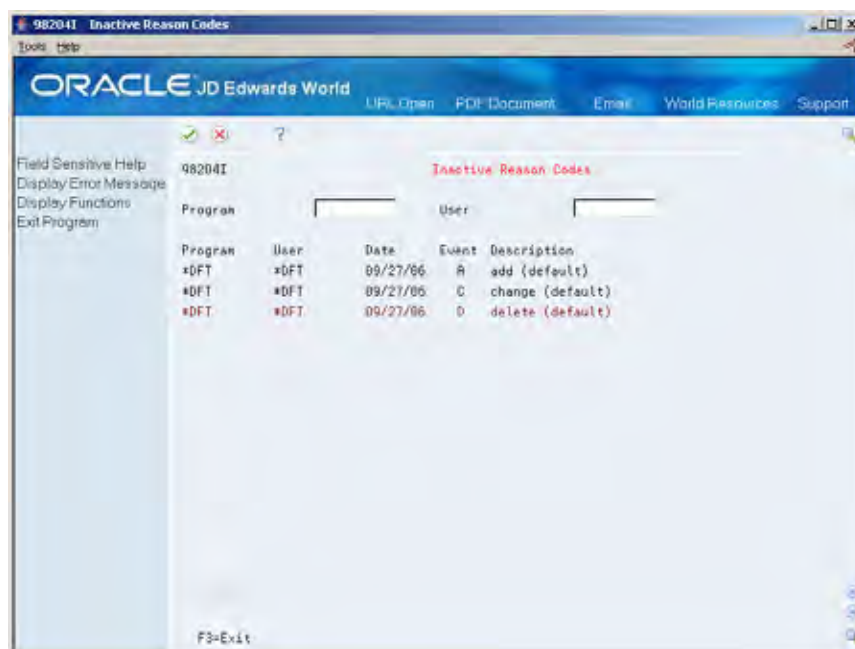 98204I Inactive Reason Codes
Tools Help
ORACLE JD Edwards World
URL Open PDF Document Email World Resources Support
?
Field Sensitive Help
Display Error Message
Display Functions
Exit Program
98204I Inactive Reason Codes
Program User
Program User Date Event Description
*DFT *DFT 09/27/06 A add (default)
*DFT *DFT 09/27/06 C change (default)
*DFT *DFT 09/27/06 D delete (default)
F3=Exit